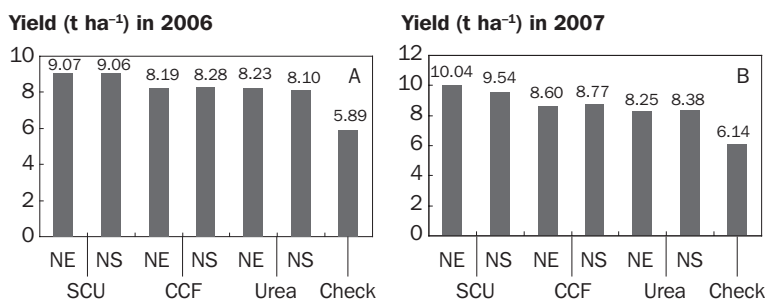 Yield (t ha⁻¹) in 2006
10
8
6
4
2
0
9.07 9.06 8.19 8.28 8.23 8.10 5.89
A
NE NS NE NS NE NS
SCU CCF Urea Check
Yield (t ha⁻¹) in 2007
12
10
8
6
4
2
0
10.04 9.54 8.60 8.77 8.25 8.38 6.14
B
NE NS NE NS NE NS
SCU CCF Urea Check